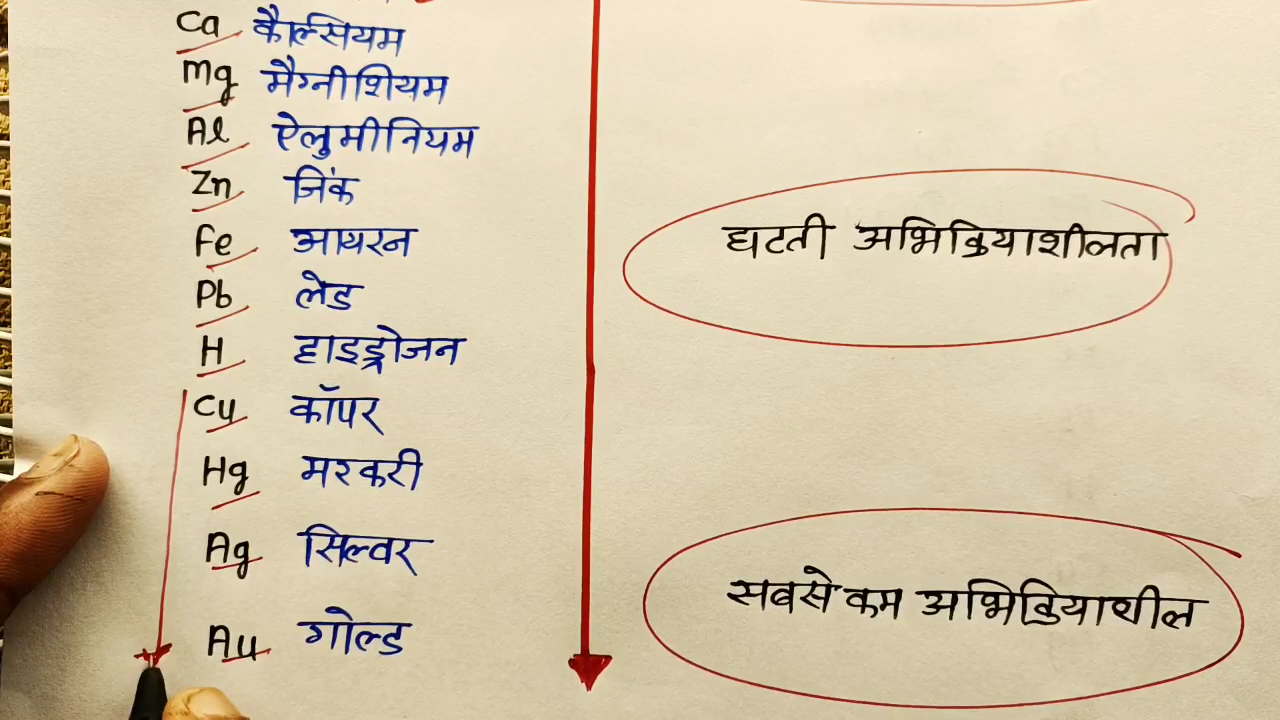 Ca कैल्सियम
Mg मैग्नीशियम
Al ऐलुमीनियम
Zn जिंक
Fe आयरन
घटती अभिक्रियाशीलता
Pb लेड
H हाइड्रोजन
Cu कॉपर
Hg मरकरी
Ag सिल्वर
सबसे कम अभिक्रियाशील
Au गोल्ड